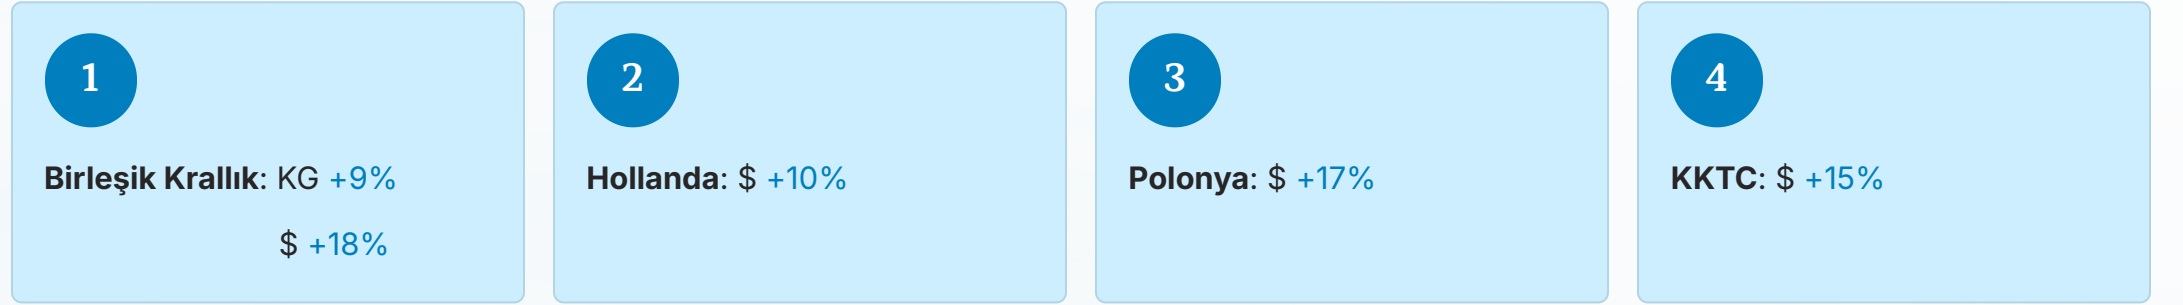 1
Birleşik Krallık: KG +9%
$ +18%
2
Hollanda: $ +10%
3
Polonya: $ +17%
4
KKTC: $ +15%